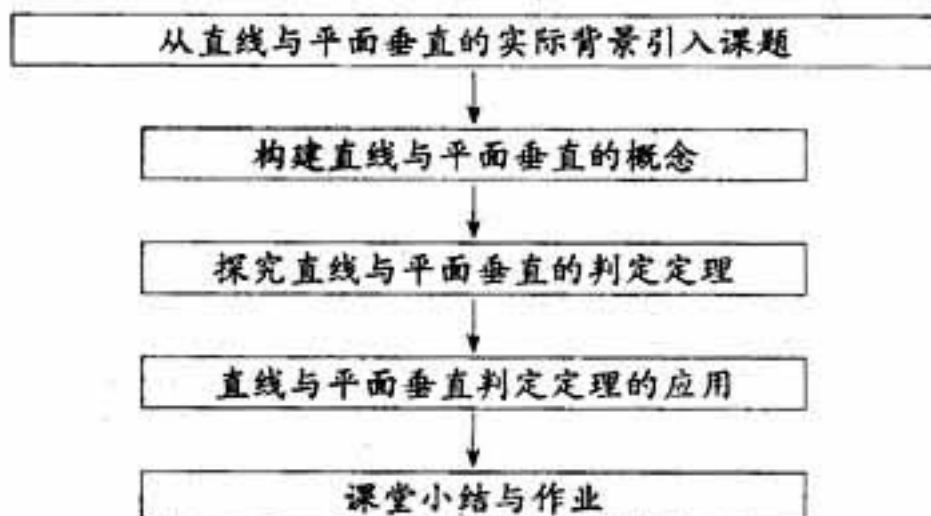 从直线与平面垂直的实际背景引入课题
构建直线与平面垂直的概念
探究直线与平面垂直的判定定理
直线与平面垂直判定定理的应用
课堂小结与作业